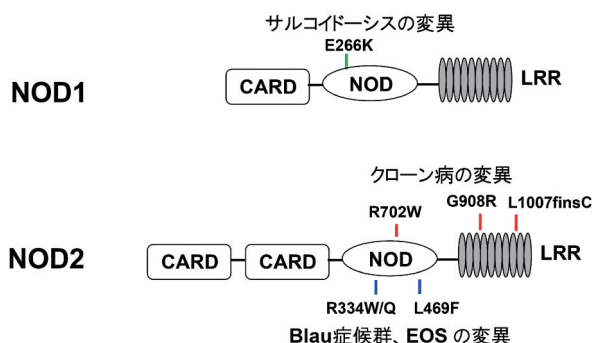 サルコイドーシスの変異
E266K
NOD1 CARD NOD LRR
クローン病の変異
G908R L1007finsC
R702W
NOD2 CARD CARD NOD LRR
R334W/Q L469F
Blau症候群、EOS の変異